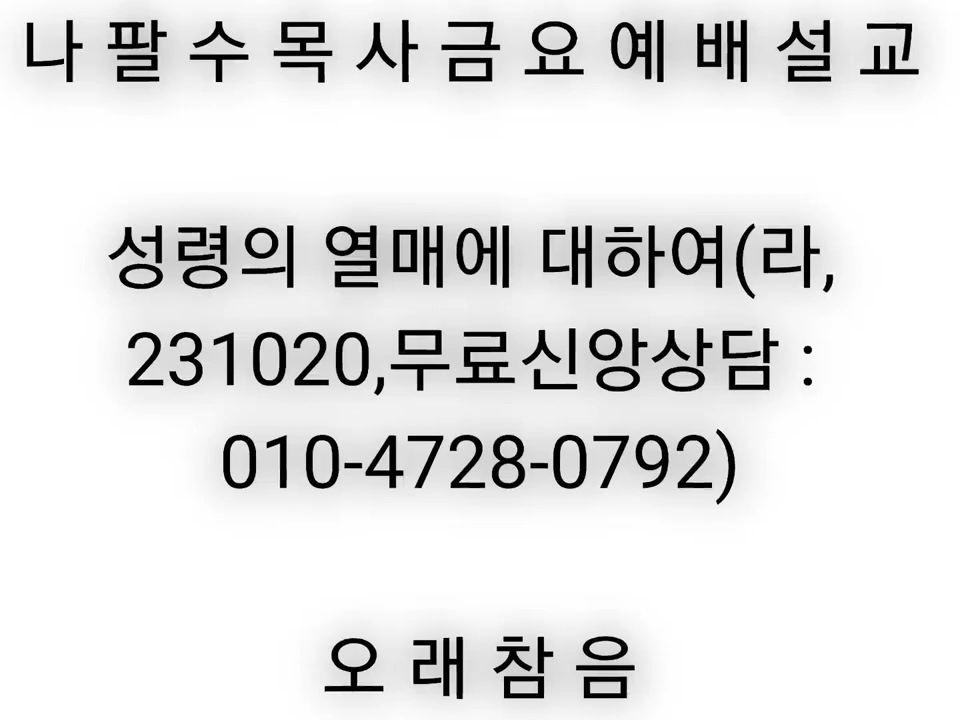 나 팔 수 목 사 금 요 예 배 설 교
성령의 열매에 대하여(라,
231020,무료신앙상담 :
010-4728-0792)
오 래 참 음